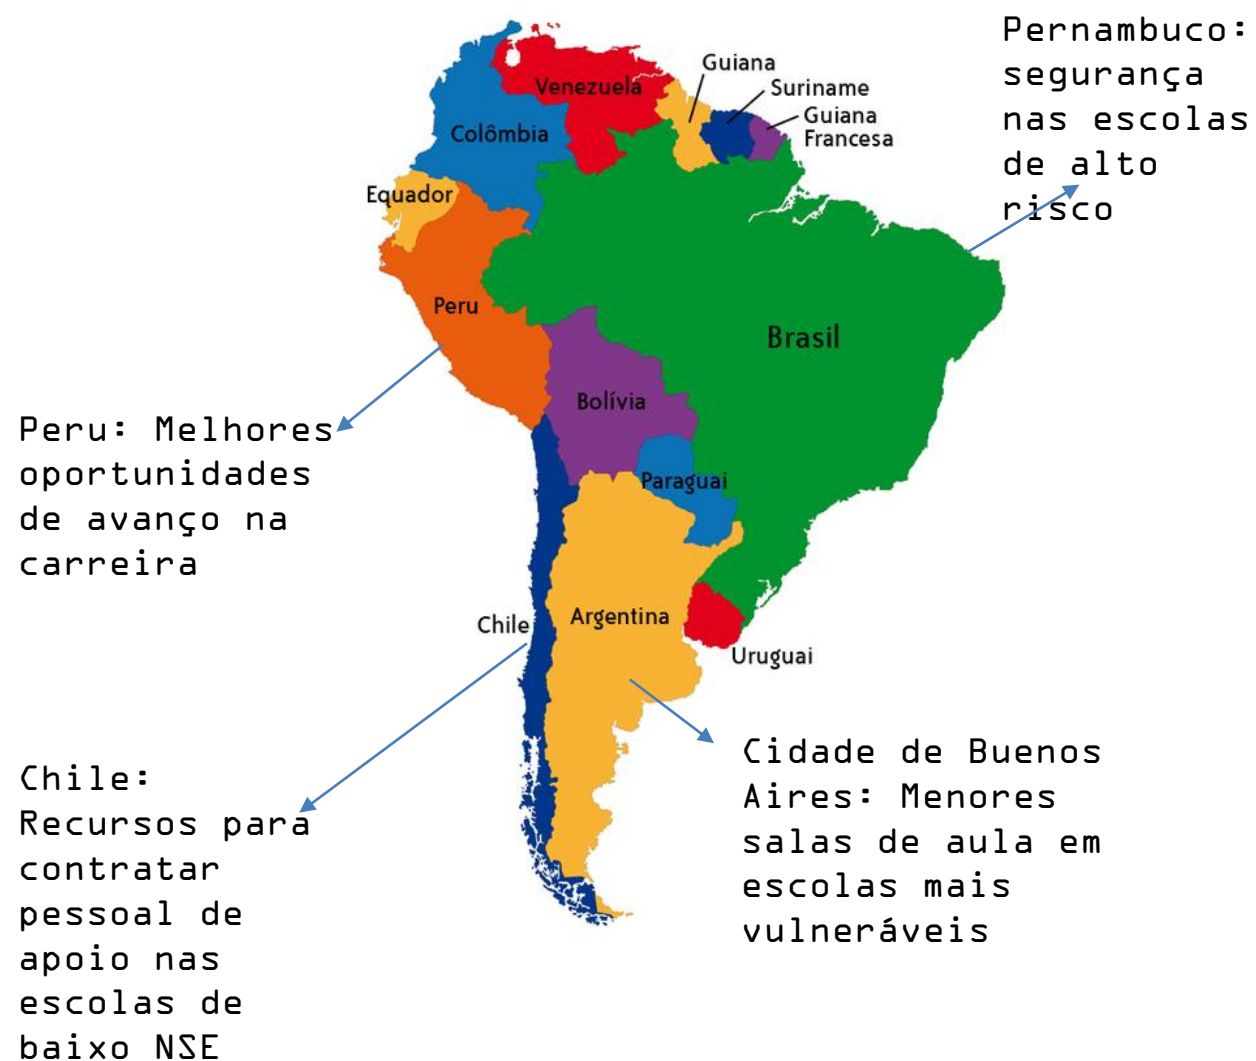 Pernambuco:
segurança
nas escolas
de alto
risco
Guiana
Suriname
Guiana
Francesa
Venezuela
Colômbia
Equador
Peru
Brasil
Bolívia
Paraguai
Chile
Argentina
Uruguai
Peru: Melhores
oportunidades
de avanço na
carreira
Chile:
Recursos para
contratar
pessoal de
apoio nas
escolas de
baixo NSE
Cidade de Buenos
Aires: Menores
salas de aula em
escolas mais
vulneráveis